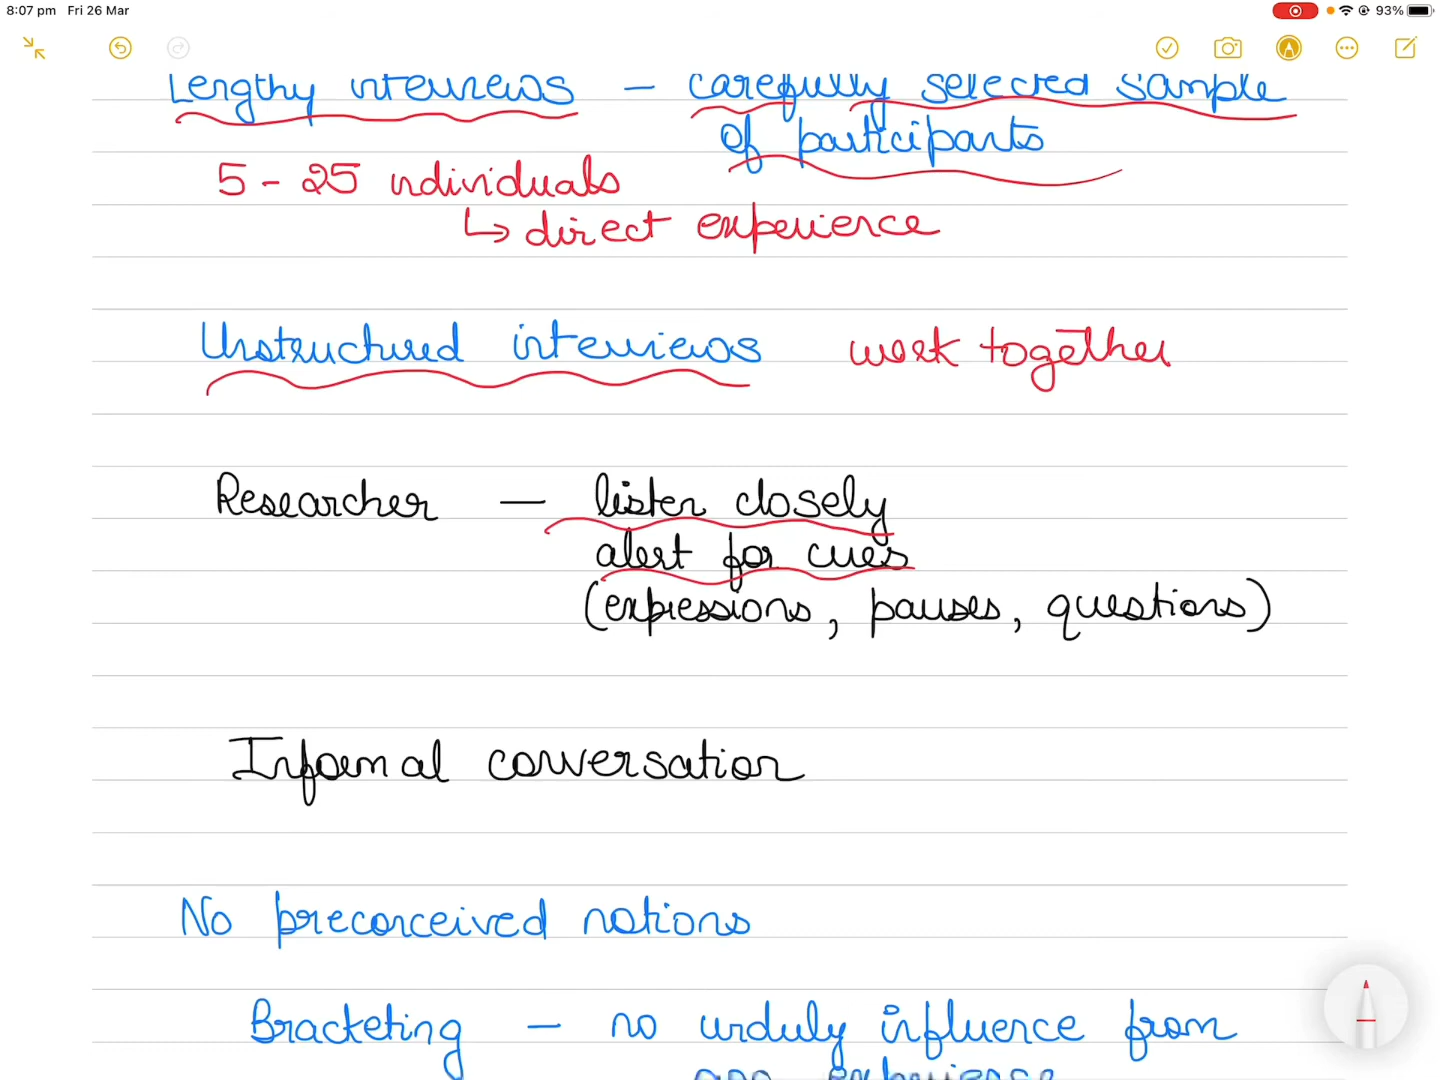 8:07 pm Fri 26 Mar 93%
Lengthy interviews – carefully selected sample
of participants
5 - 25 individuals
↳ direct experience
Unstructured interviews work together
Researcher – listen closely
alert for cues
(expressions, pauses, questions)
Informal conversation
No preconceived notions
Bracketing – no unduly influence from
own experience